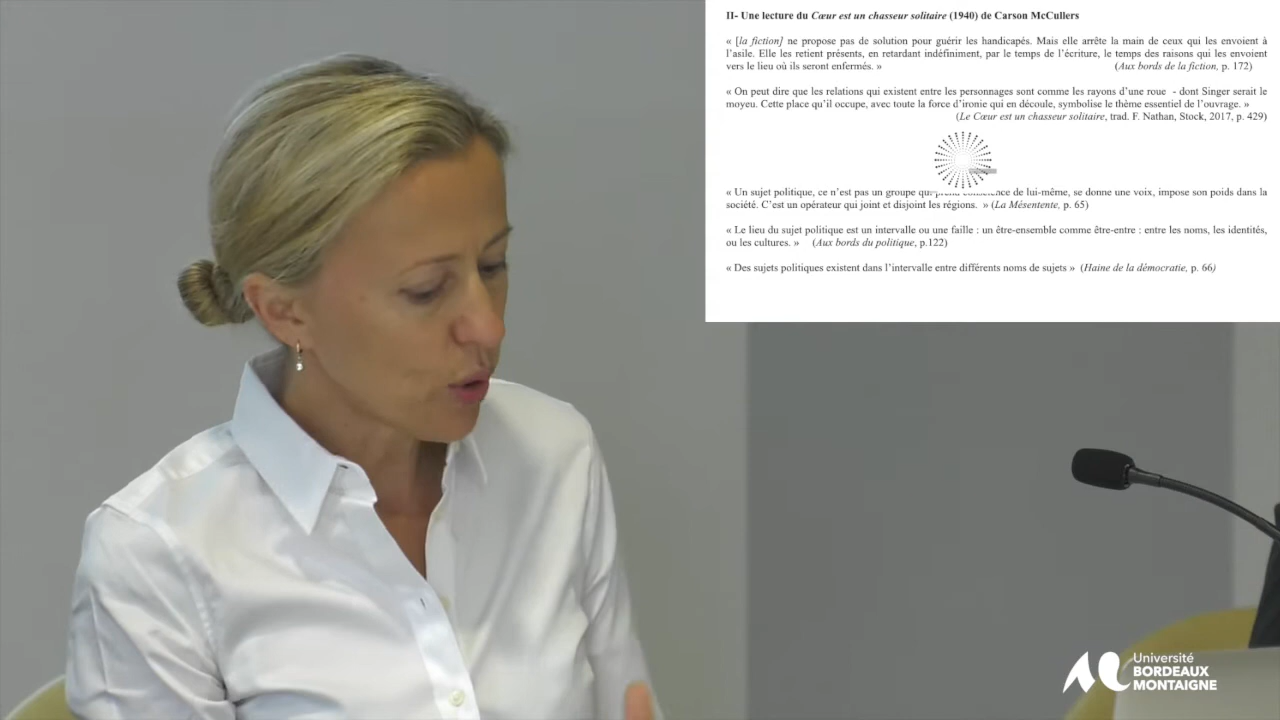 II- Une lecture du Cœur est un chasseur solitaire (1940) de Carson McCullers
« [la fiction] ne propose pas de solution pour guérir les handicapés. Mais elle arrête la main de ceux qui les envoient à
l'asile. Elle les retient présents, en retardant indéfiniment, par le temps de l'écriture, le temps des raisons qui les envoient
vers le lieu où ils seront enfermés. » (Aux bords de la fiction, p. 172)
« On peut dire que les relations qui existent entre les personnages sont comme les rayons d'une roue - dont Singer serait le
moyeu. Cette place qu'il occupe, avec toute la force d'ironie qui en découle, symbolise le thème essentiel de l'ouvrage. »
(Le Cœur est un chasseur solitaire, trad. F. Nathan, Stock, 2017, p. 429)
« Un sujet politique, ce n'est pas un groupe qui prend conscience de lui-même, se donne une voix, impose son poids dans la
société. C'est un opérateur qui joint et disjoint les régions. » (La Mésentente, p. 65)
« Le lieu du sujet politique est un intervalle ou une faille : un être-ensemble comme être-entre : entre les noms, les identités,
ou les cultures. » (Aux bords du politique, p.122)
« Des sujets politiques existent dans l'intervalle entre différents noms de sujets » (Haine de la démocratie, p. 66)
Université
BORDEAUX
MONTAIGNE